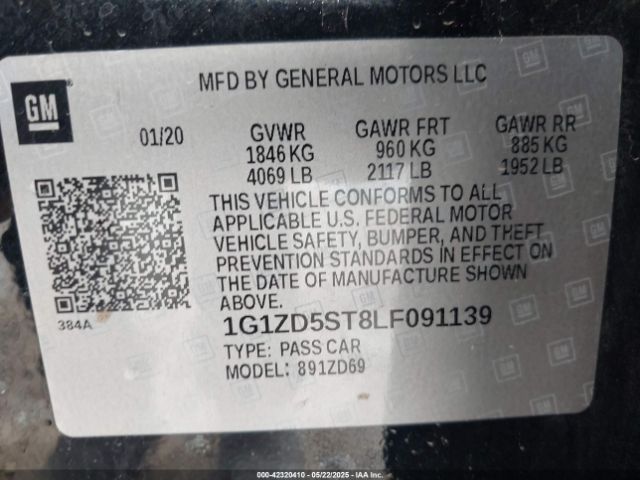 GM
MFD BY GENERAL MOTORS LLC
01/20
GVWR
1846 KG
4069 LB
GAWR FRT
960 KG
2117 LB
GAWR RR
885 KG
1952 LB
THIS VEHICLE CONFORMS TO ALL
APPLICABLE U.S. FEDERAL MOTOR
VEHICLE SAFETY, BUMPER, AND THEFT
PREVENTION STANDARDS IN EFFECT ON
THE DATE OF MANUFACTURE SHOWN
ABOVE.
384A
1G1ZD5ST8LF091139
TYPE: PASS CAR
MODEL: 891ZD69
000-42320410 - 05/22/2025 - IAAI.COM